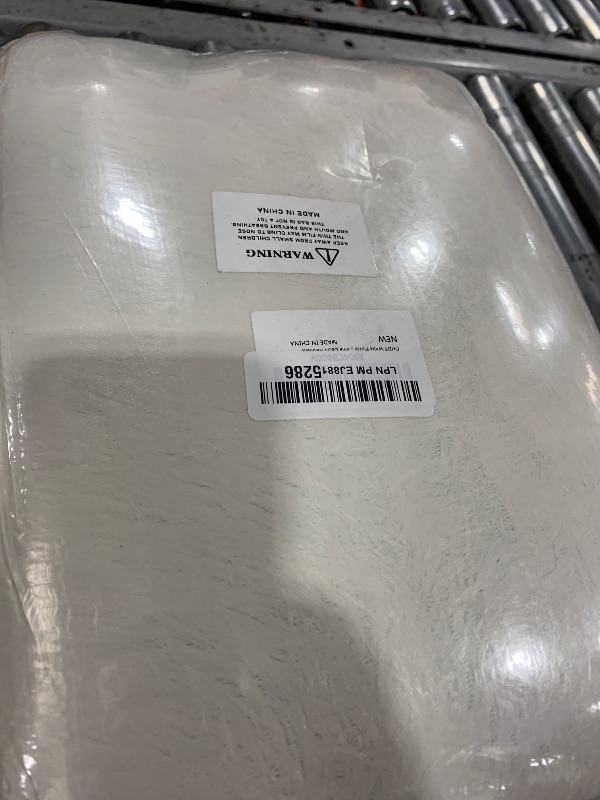 WARNING
KEEP AWAY FROM SMALL CHILDREN
THE THIN FILM MAY CLING TO NOSE
AND MOUTH AND PREVENT BREATHING.
THIS BAG IS NOT A TOY.
MADE IN CHINA
LPN PM EJ8815286
MADE IN CHINA
NEW